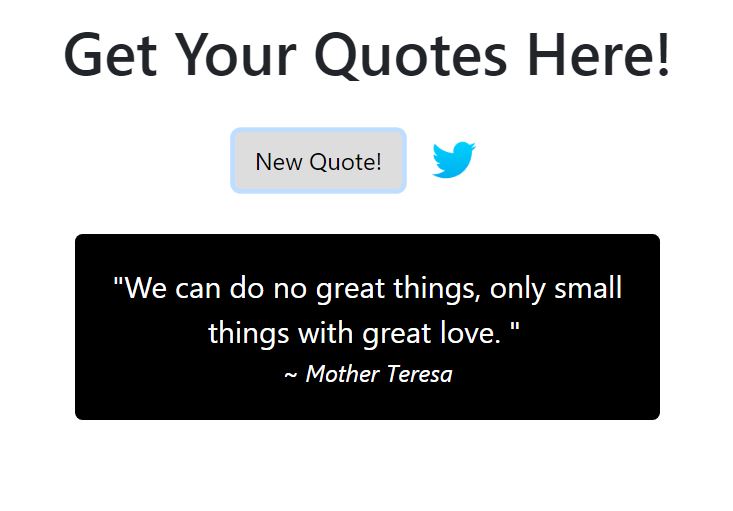 Get Your Quotes Here!
New Quote!
"We can do no great things, only small
things with great love. "
~ Mother Teresa